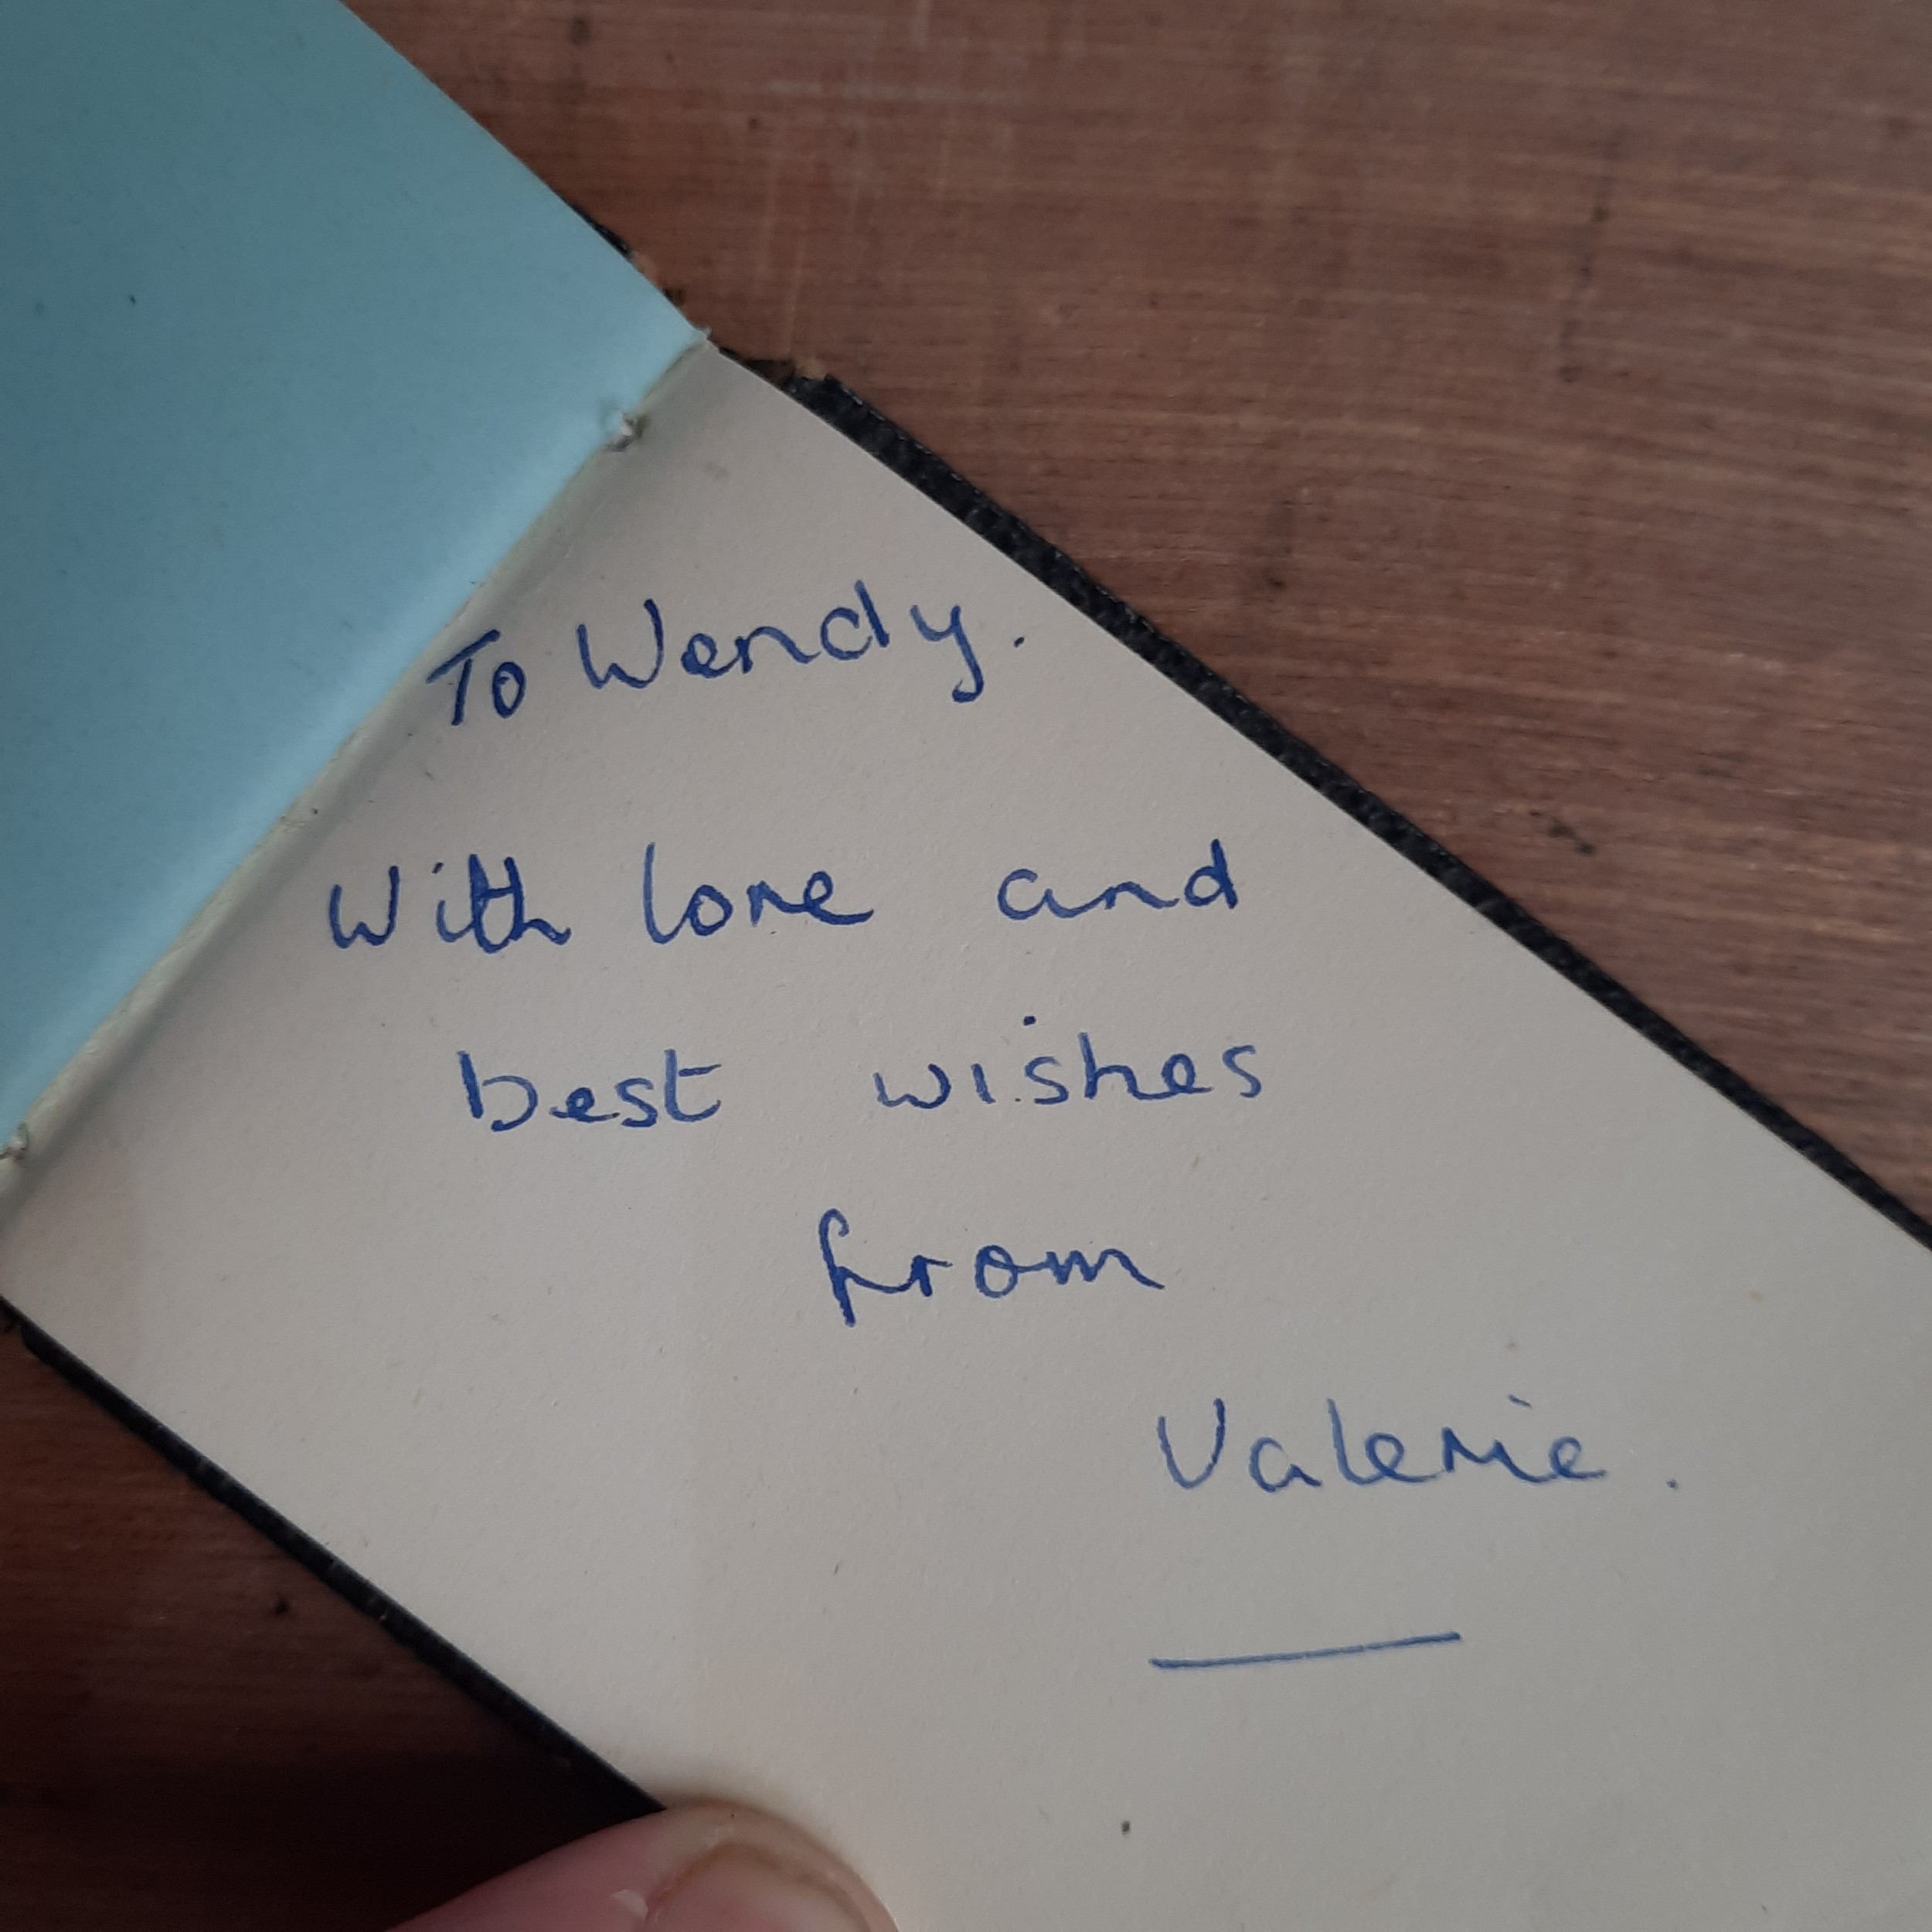 To Wendy.
With love and
best wishes
from
Valerie.